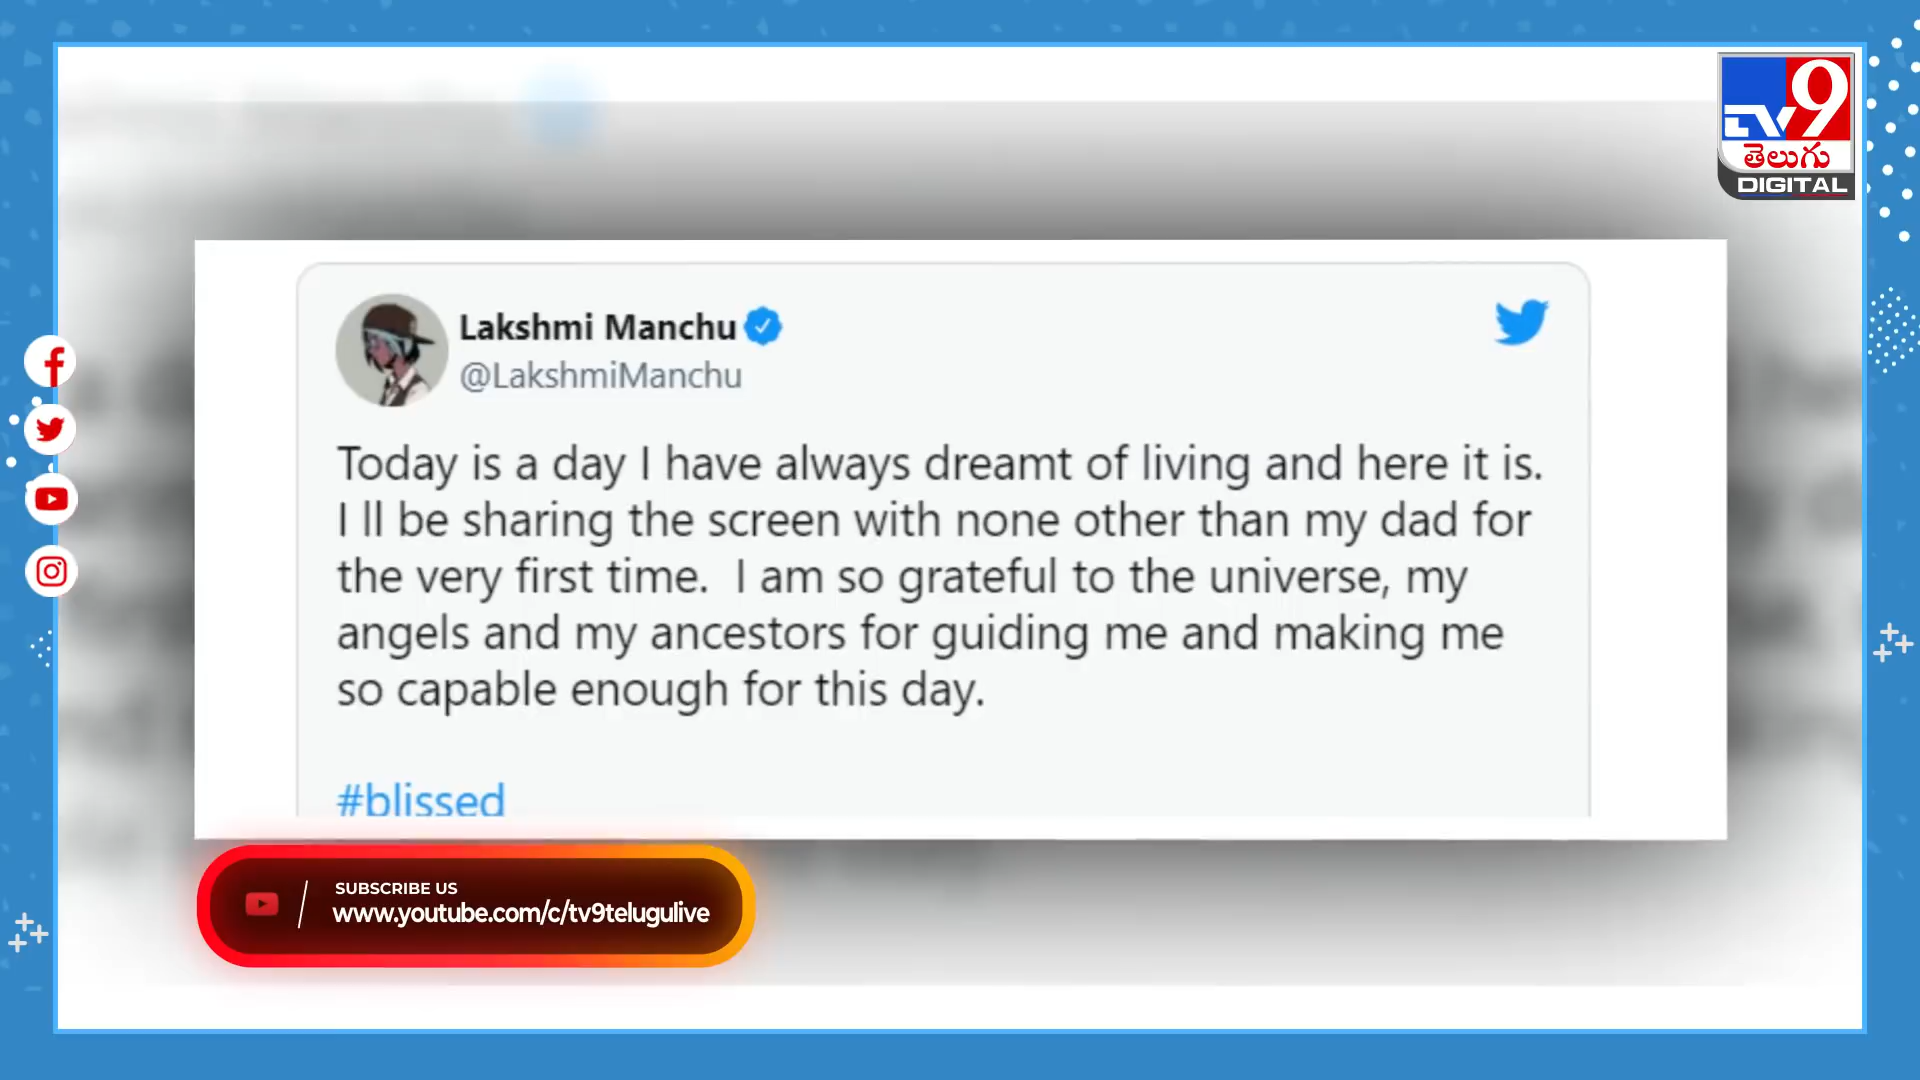 TV9
తెలుగు
DIGITAL
Lakshmi Manchu
@LakshmiManchu
Today is a day I have always dreamt of living and here it is.
I ll be sharing the screen with none other than my dad for
the very first time.  I am so grateful to the universe, my
angels and my ancestors for guiding me and making me
so capable enough for this day.
#blissed
SUBSCRIBE US
www.youtube.com/c/tv9telugulive